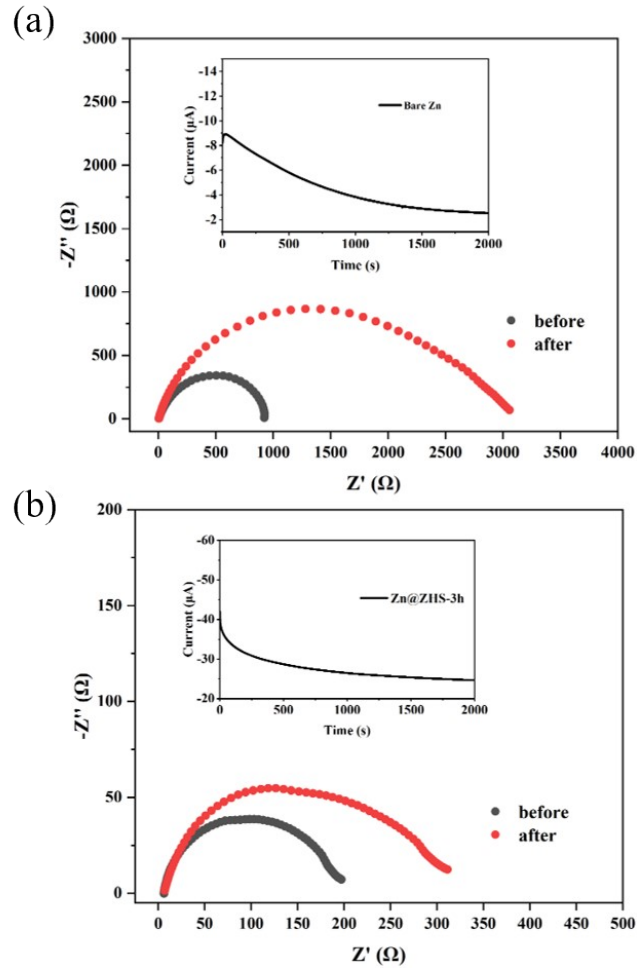 (a)
3000
2500
2000
1500
1000
500
0
-Z'' (Ω)
0 500 1000 1500 2000 2500 3000 3500 4000
Z' (Ω)
before
after
-14
-12
-10
-8
-6
-4
-2
Current (μA)
0 500 1000 1500 2000
Time (s)
Bare Zn
(b)
200
150
100
50
0
-Z'' (Ω)
0 50 100 150 200 250 300 350 400 450 500
Z' (Ω)
before
after
-60
-50
-40
-30
-20
Current (μA)
0 500 1000 1500 2000
Time (s)
Zn@ZHS-3h